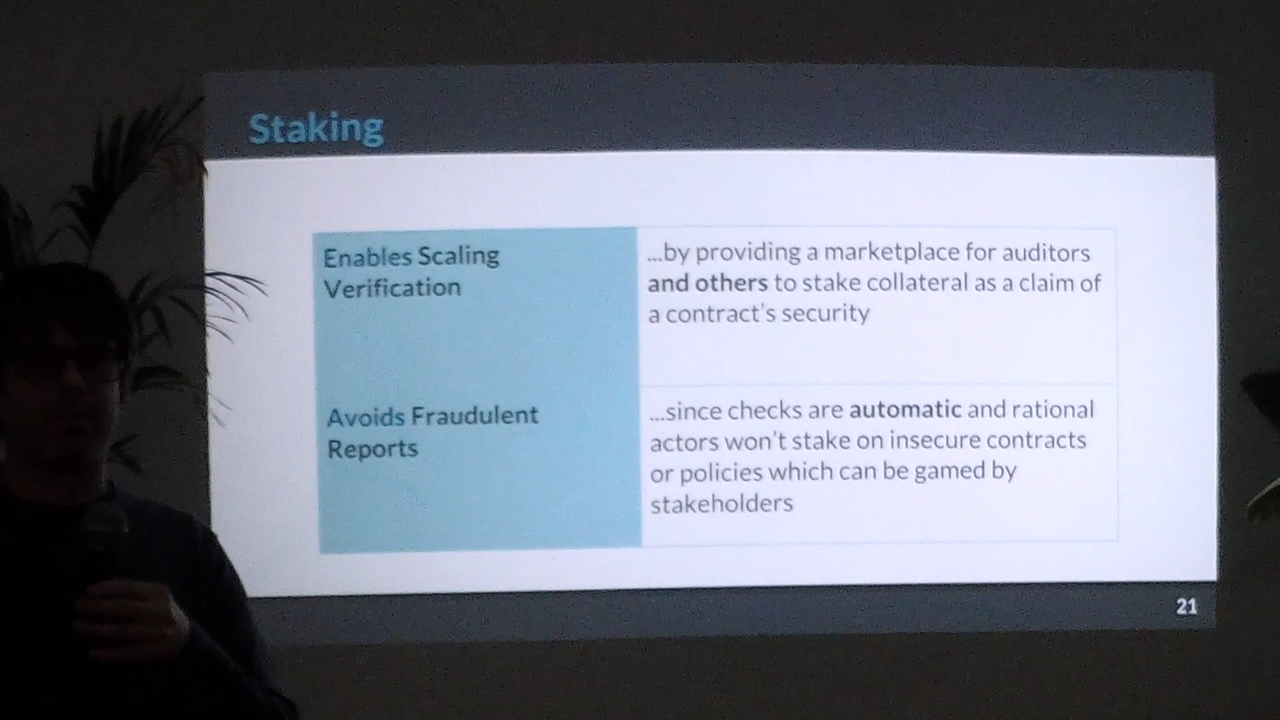 Staking
Enables Scaling
Verification
...by providing a marketplace for auditors
and others to stake collateral as a claim of
a contract's security
Avoids Fraudulent
Reports
...since checks are automatic and rational
actors won't stake on insecure contracts
or policies which can be gamed by
stakeholders
21